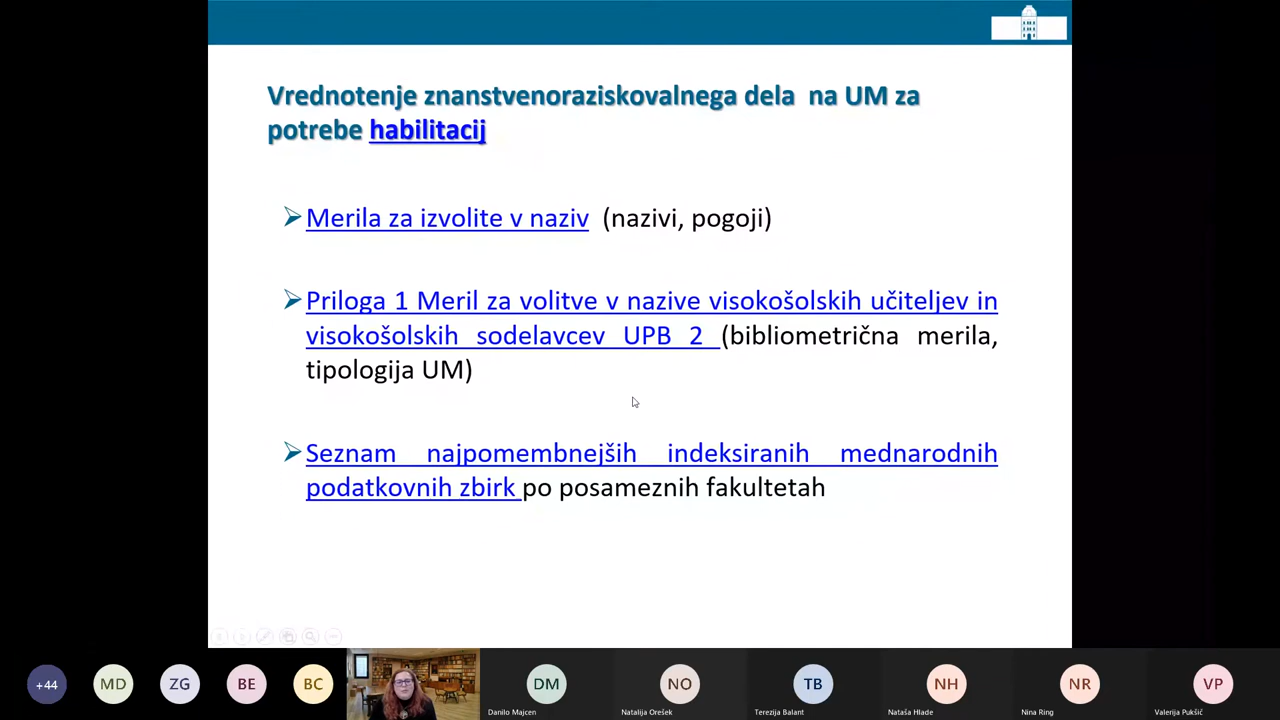 Vrednotenje znanstvenoraziskovalnega dela na UM za
potrebe habilitacij
Merila za izvolite v naziv (nazivi, pogoji)
Priloga 1 Meril za volitve v nazive visokošolskih učiteljev in
visokošolskih sodelavcev UPB 2 (bibliometrična merila,
tipologija UM)
Seznam najpomembnejših indeksiranih mednarodnih
podatkovnih zbirk po posameznih fakultetah
+44
MD
ZG
BE
BC
DM
NO
TB
NH
NR
VP
Danilo Majcen
Natalija Orešek
Terezija Balant
Nataša Hlade
Nina Ring
Valerija Pukšić